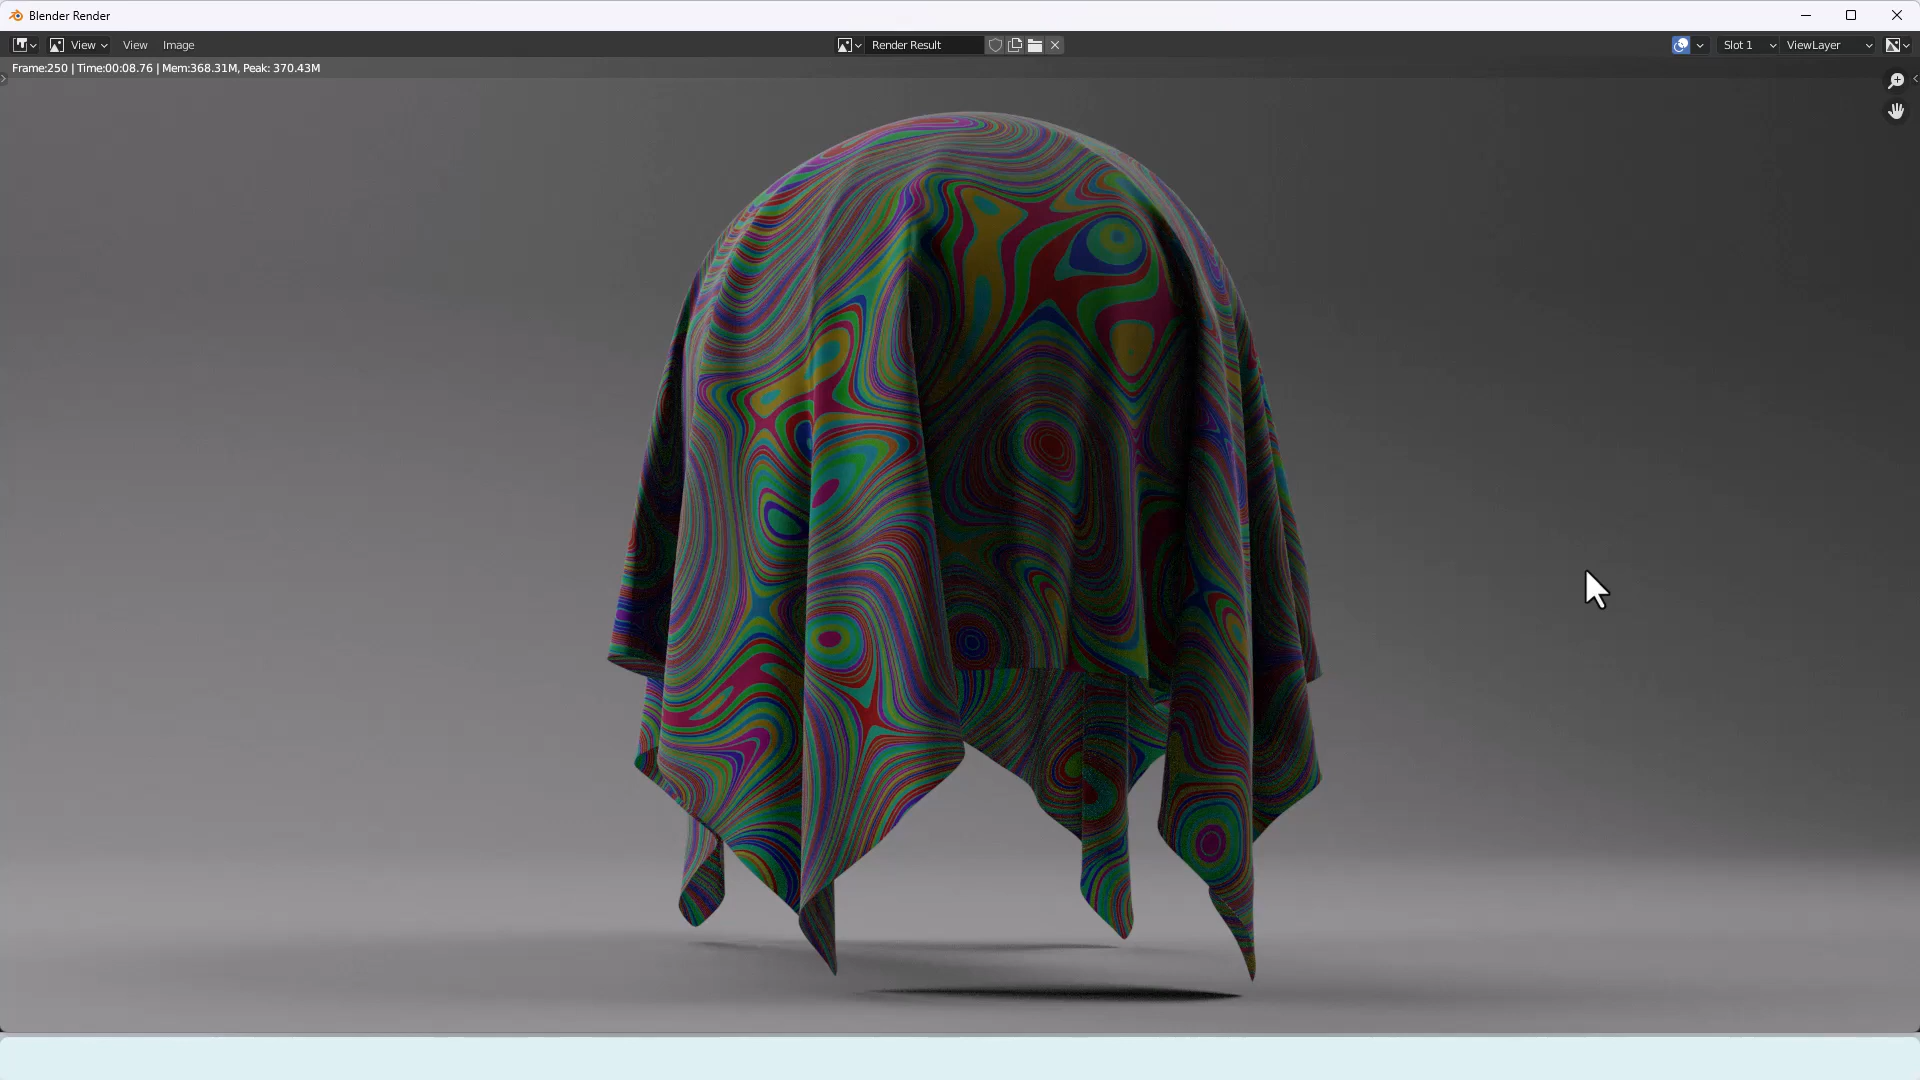 Blender Render
View View Image Render Result Slot 1 ViewLayer
Frame:250 | Time:00:08.76 | Mem:368.31M, Peak: 370.43M